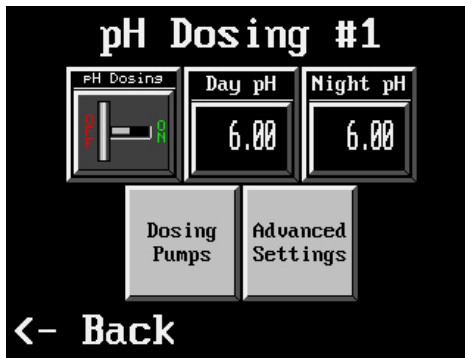 pH Dosing #1
pH Dosing
Day pH
Night pH
OFF
ON
6.00
6.00
Dosing
Pumps
Advanced
Settings
<- Back